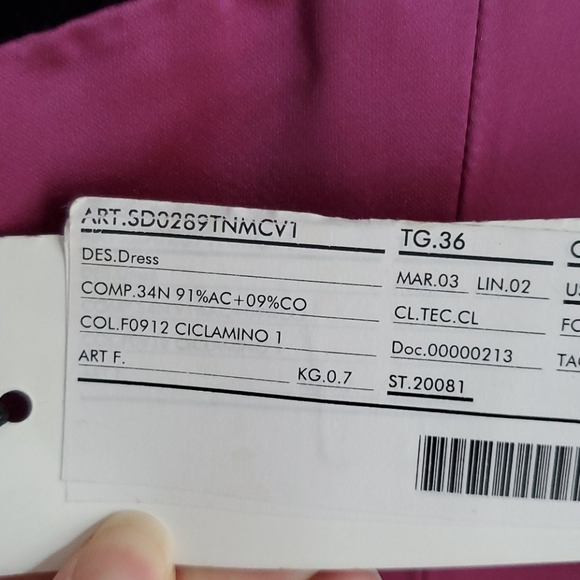 ART.SD0289TNMCV1
DES.Dress
COMP.34N 91%AC+09%CO
COL.F0912 CICLAMINO 1
ART F.
KG.0.7
TG.36
MAR.03 LIN.02
CL.TEC.CL
Doc.00000213
ST.20081